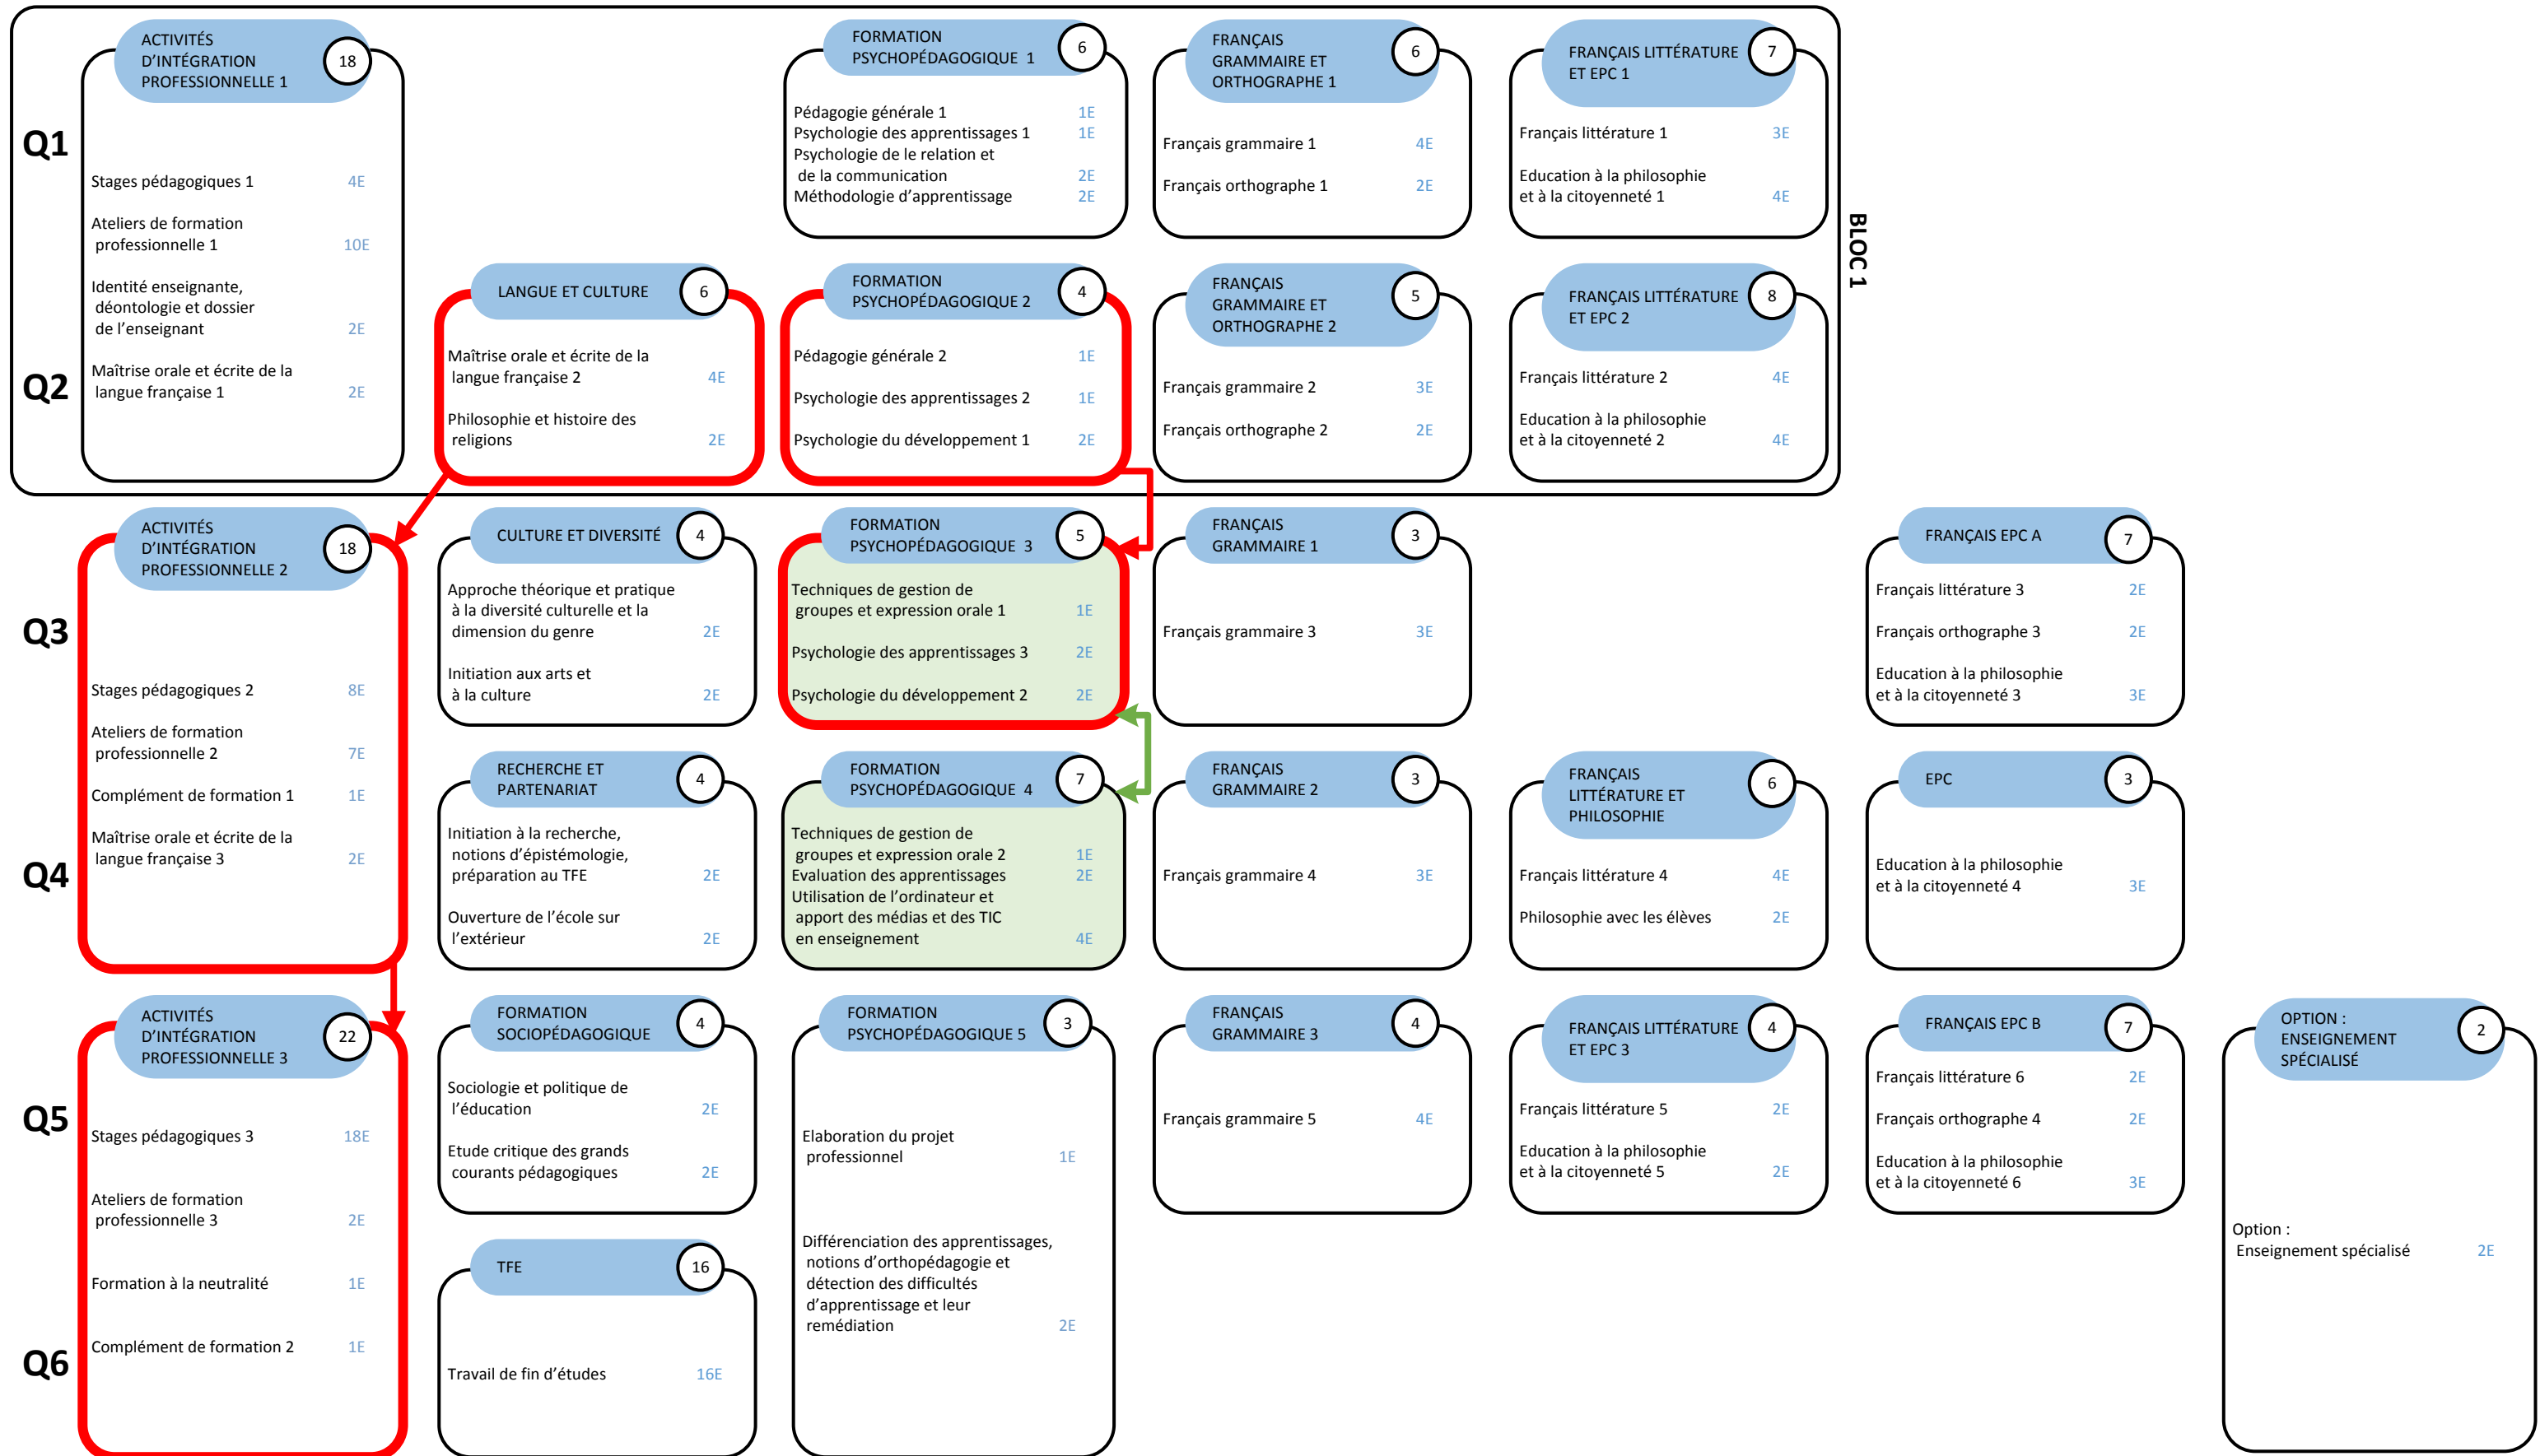 ACTIVITÉS
D'INTÉGRATION
PROFESSIONNELLE 1
18
Stages pédagogiques 1 4E
Ateliers de formation
professionnelle 1 10E
Identité enseignante,
déontologie et dossier
de l'enseignant 2E
Maîtrise orale et écrite de la
langue française 1 2E
FORMATION
PSYCHOPÉDAGOGIQUE 1
6
Pédagogie générale 1 1E
Psychologie des apprentissages 1 1E
Psychologie de le relation et
de la communication 2E
Méthodologie d'apprentissage 2E
FRANÇAIS
GRAMMAIRE ET
ORTHOGRAPHE 1
6
Français grammaire 1 4E
Français orthographe 1 2E
FRANÇAIS LITTÉRATURE
ET EPC 1
7
Français littérature 1 3E
Education à la philosophie
et à la citoyenneté 1 4E
Q1
BLOC 1
LANGUE ET CULTURE
6
Maîtrise orale et écrite de la
langue française 2 4E
Philosophie et histoire des
religions 2E
FORMATION
PSYCHOPÉDAGOGIQUE 2
4
Pédagogie générale 2 1E
Psychologie des apprentissages 2 1E
Psychologie du développement 1 2E
FRANÇAIS
GRAMMAIRE ET
ORTHOGRAPHE 2
5
Français grammaire 2 3E
Français orthographe 2 2E
FRANÇAIS LITTÉRATURE
ET EPC 2
8
Français littérature 2 4E
Education à la philosophie
et à la citoyenneté 2 4E
Q2
ACTIVITÉS
D'INTÉGRATION
PROFESSIONNELLE 2
18
Stages pédagogiques 2 8E
Ateliers de formation
professionnelle 2 7E
Complément de formation 1 1E
Maîtrise orale et écrite de la
langue française 3 2E
CULTURE ET DIVERSITÉ
4
Approche théorique et pratique
à la diversité culturelle et la
dimension du genre 2E
Initiation aux arts et
à la culture 2E
FORMATION
PSYCHOPÉDAGOGIQUE 3
5
Techniques de gestion de
groupes et expression orale 1 1E
Psychologie des apprentissages 3 2E
Psychologie du développement 2 2E
FRANÇAIS
GRAMMAIRE 1
3
Français grammaire 3 3E
FRANÇAIS EPC A
7
Français littérature 3 2E
Français orthographe 3 2E
Education à la philosophie
et à la citoyenneté 3 3E
Q3
RECHERCHE ET
PARTENARIAT
4
Initiation à la recherche,
notions d'épistémologie,
préparation au TFE 2E
Ouverture de l'école sur
l'extérieur 2E
FORMATION
PSYCHOPÉDAGOGIQUE 4
7
Techniques de gestion de
groupes et expression orale 2 1E
Evaluation des apprentissages 2E
Utilisation de l'ordinateur et
apport des médias et des TIC
en enseignement 4E
FRANÇAIS
GRAMMAIRE 2
3
Français grammaire 4 3E
FRANÇAIS
LITTÉRATURE ET
PHILOSOPHIE
6
Français littérature 4 4E
Philosophie avec les élèves 2E
EPC
3
Education à la philosophie
et à la citoyenneté 4 3E
Q4
ACTIVITÉS
D'INTÉGRATION
PROFESSIONNELLE 3
22
Stages pédagogiques 3 18E
Ateliers de formation
professionnelle 3 2E
Formation à la neutralité 1E
Complément de formation 2 1E
FORMATION
SOCIOPÉDAGOGIQUE
4
Sociologie et politique de
l'éducation 2E
Etude critique des grands
courants pédagogiques 2E
FORMATION
PSYCHOPÉDAGOGIQUE 5
3
Elaboration du projet
professionnel 1E
Différenciation des apprentissages,
notions d'orthopédagogie et
détection des difficultés
d'apprentissage et leur
remédiation 2E
FRANÇAIS
GRAMMAIRE 3
4
Français grammaire 5 4E
FRANÇAIS LITTÉRATURE
ET EPC 3
4
Français littérature 5 2E
Education à la philosophie
et à la citoyenneté 5 2E
FRANÇAIS EPC B
7
Français littérature 6 2E
Français orthographe 4 2E
Education à la philosophie
et à la citoyenneté 6 3E
OPTION :
ENSEIGNEMENT
SPÉCIALISÉ
2
Option :
Enseignement spécialisé 2E
Q5
TFE
16
Travail de fin d'études 16E
Q6